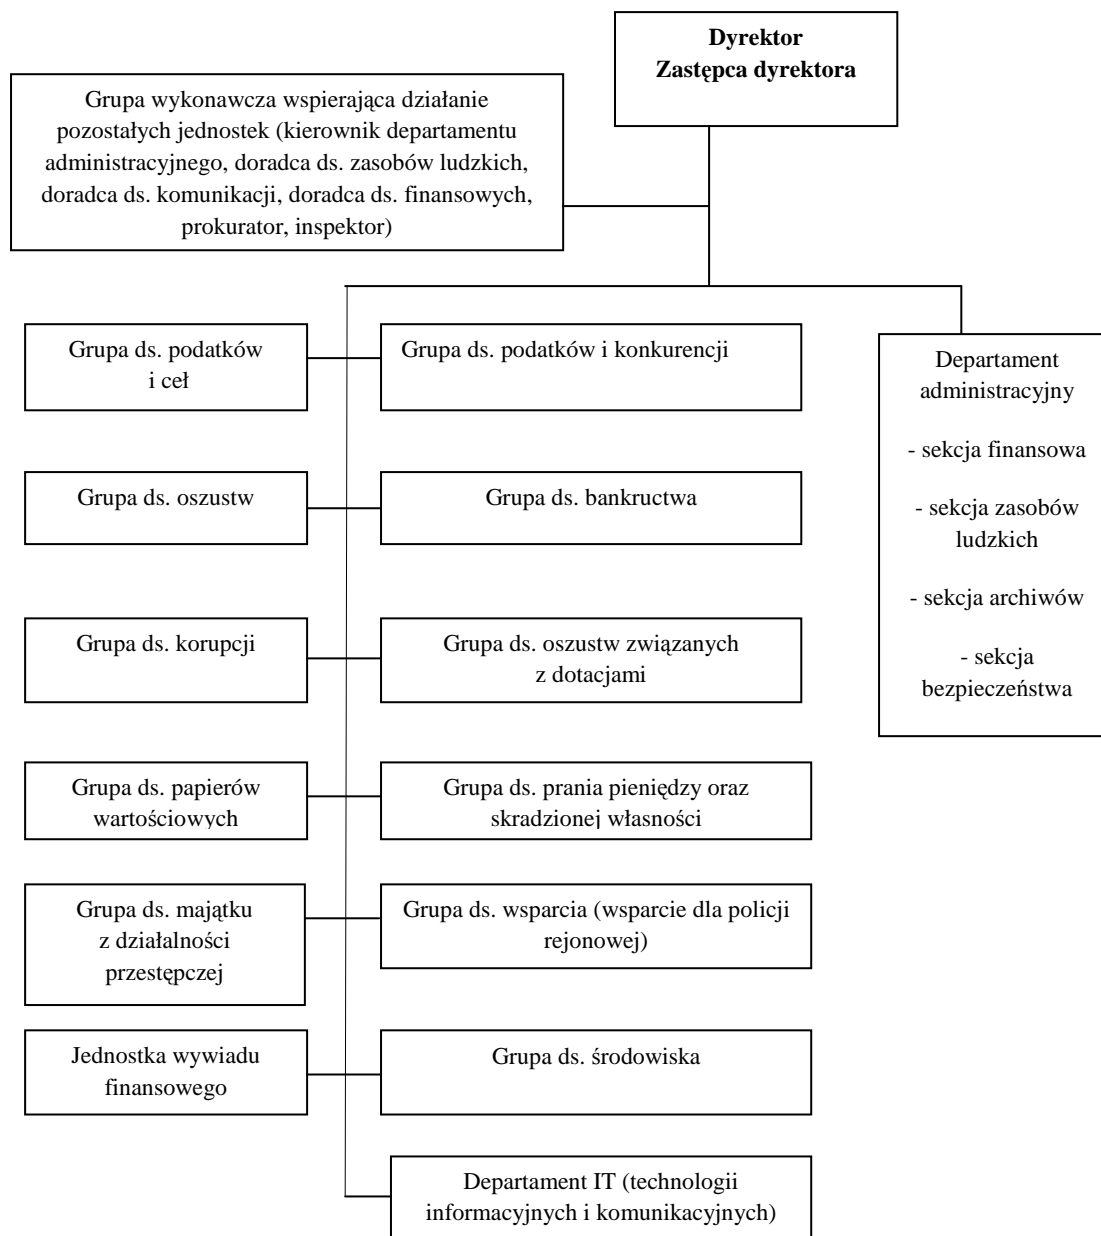 Dyrektor
Zastępca dyrektora
Grupa wykonawcza wspierająca działanie
pozostałych jednostek (kierownik departamentu
administracyjnego, doradca ds. zasobów ludzkich,
doradca ds. komunikacji, doradca ds. finansowych,
prokurator, inspektor)
Grupa ds. podatków
i ceł
Grupa ds. podatków i konkurencji
Departament
administracyjny
- sekcja finansowa
- sekcja zasobów
ludzkich
- sekcja archiwów
- sekcja
bezpieczeństwa
Grupa ds. oszustw
Grupa ds. bankructwa
Grupa ds. korupcji
Grupa ds. oszustw związanych
z dotacjami
Grupa ds. papierów
wartościowych
Grupa ds. prania pieniędzy oraz
skradzionej własności
Grupa ds. majątku
z działalności
przestępczej
Grupa ds. wsparcia (wsparcie dla policji
rejonowej)
Jednostka wywiadu
finansowego
Grupa ds. środowiska
Departament IT (technologii
informacyjnych i komunikacyjnych)